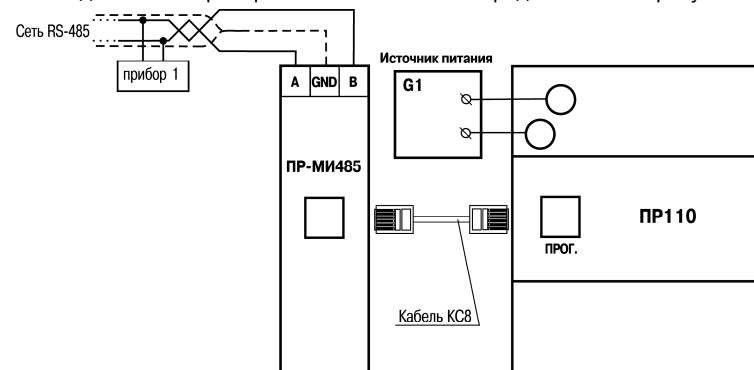 Сеть RS-485
прибор 1
A GND B
Источник питания
G1
ПР-МИ485
ПР110
ПРОГ.
Кабель КС8